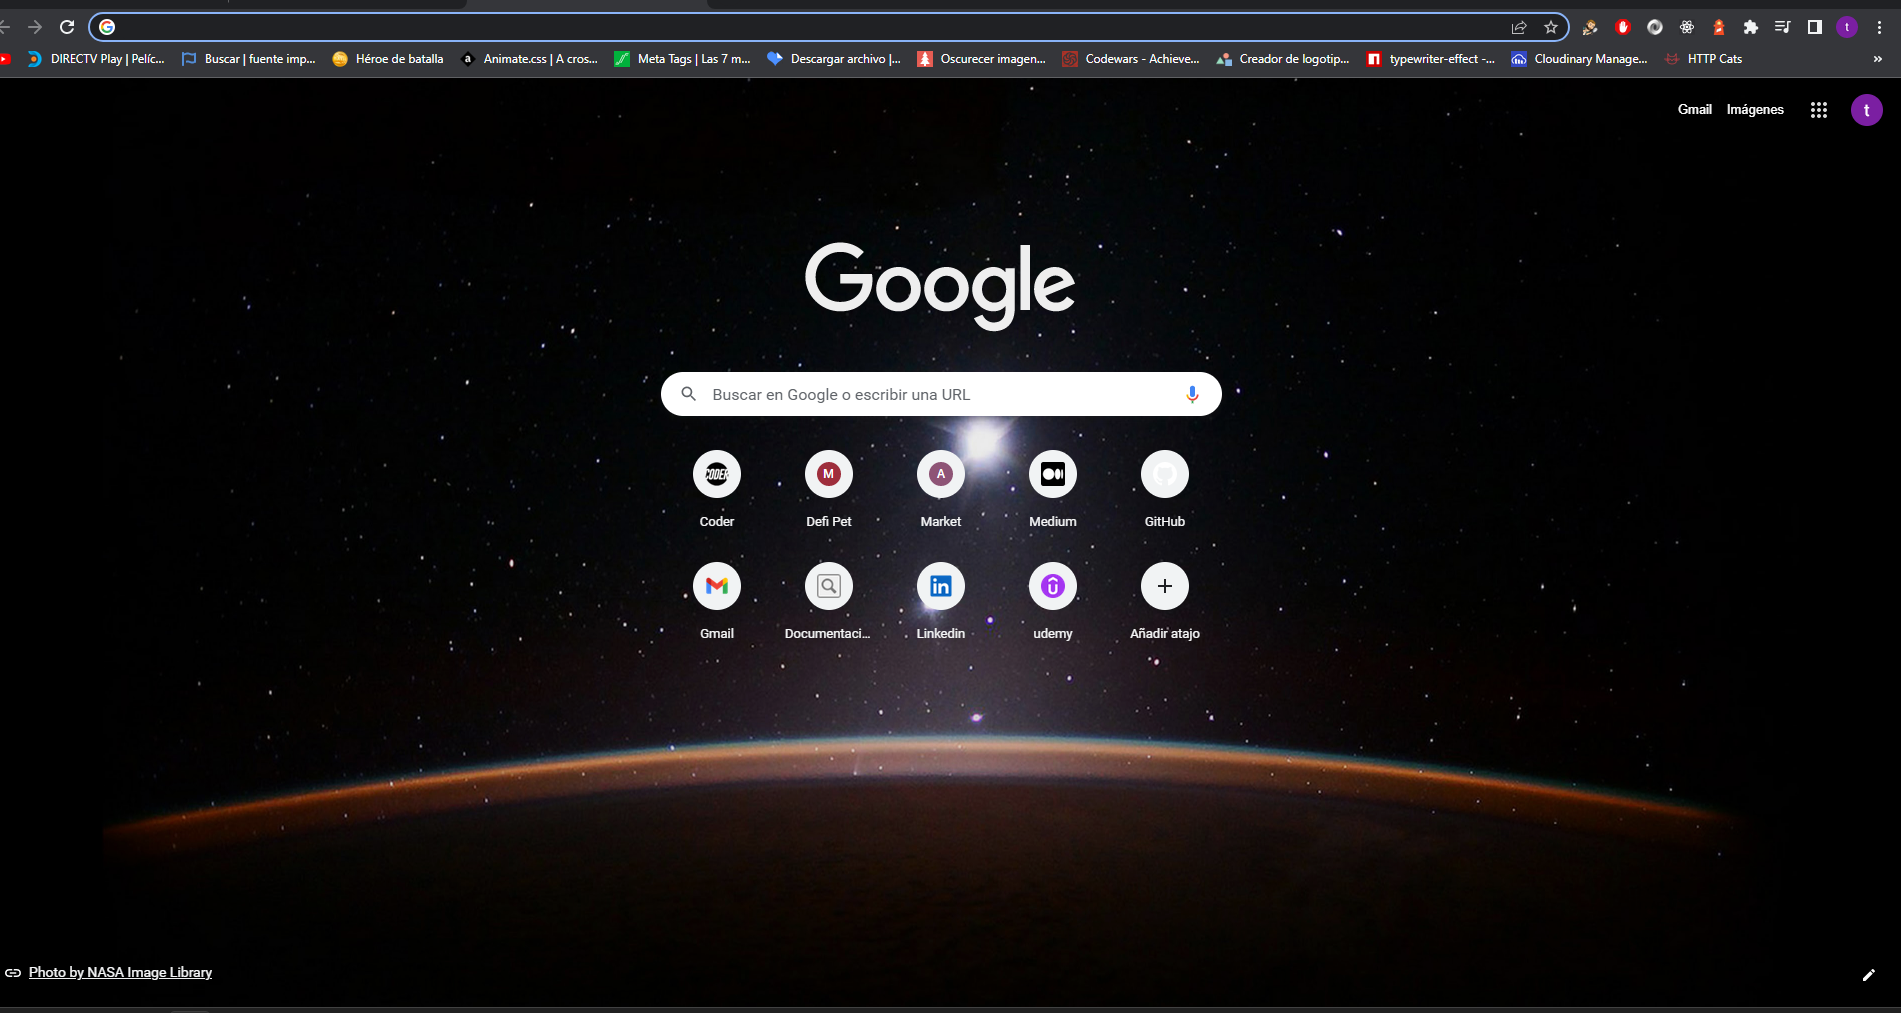 DIRECTV Play | Pelíc...
Buscar | fuente imp...
Héroe de batalla
a
Animate.css | A cros...
Meta Tags | Las 7 m...
Descargar archivo |...
Oscurecer imagen...
Codewars - Achieve...
Creador de logotip...
n
typewriter-effect -...
Cloudinary Manage...
HTTP Cats
t
Gmail
Imágenes
t
Google
Buscar en Google o escribir una URL
CODER
M
A
Coder
Defi Pet
Market
Medium
GitHub
in
û
Gmail
Documentaci...
Linkedin
udemy
Añadir atajo
Photo by NASA Image Library